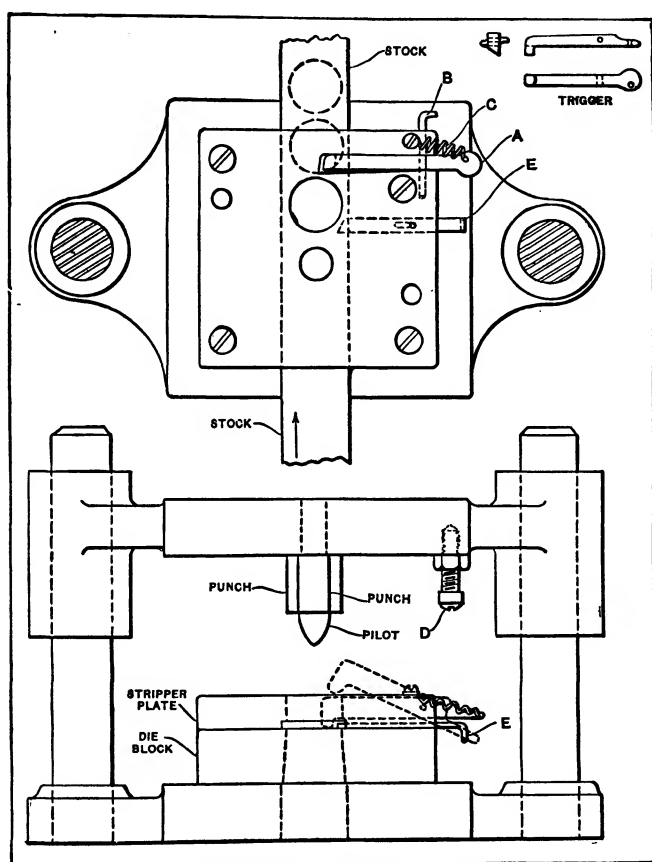 STOCK
B
C
TRIGGER
A
E
STOCK
PUNCH
PUNCH
PILOT
D
STRIPPER
PLATE
DIE
BLOCK
E